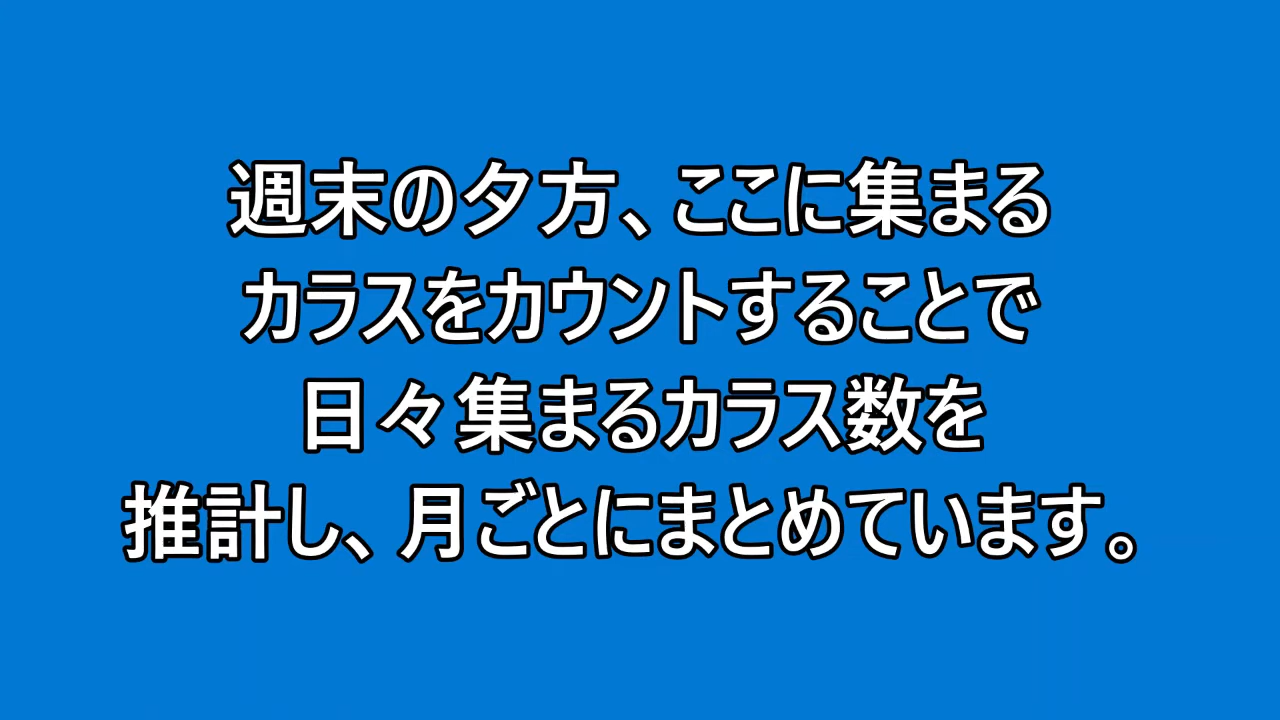 週末の夕方、ここに集まる
カラスをカウントすることで
日々集まるカラス数を
推計し、月ごとにまとめています。